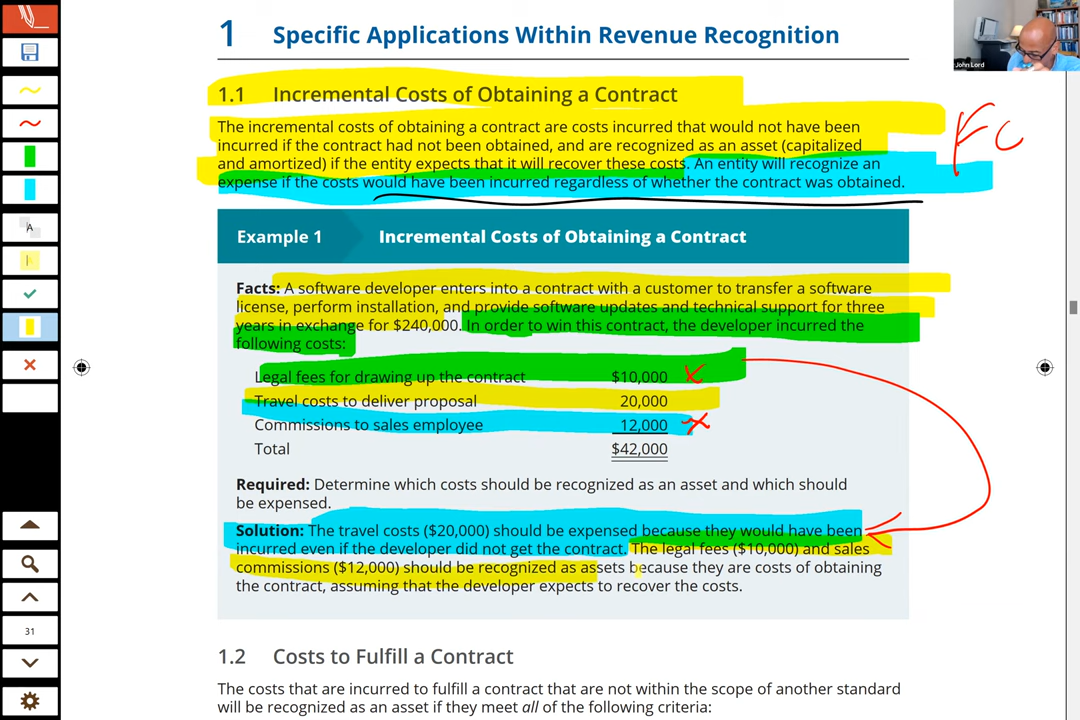 1 Specific Applications Within Revenue Recognition
John Lord
1.1 Incremental Costs of Obtaining a Contract
The incremental costs of obtaining a contract are costs incurred that would not have been
incurred if the contract had not been obtained, and are recognized as an asset (capitalized
and amortized) if the entity expects that it will recover these costs. An entity will recognize an
expense if the costs would have been incurred regardless of whether the contract was obtained.
Example 1 Incremental Costs of Obtaining a Contract
Facts: A software developer enters into a contract with a customer to transfer a software
license, perform installation, and provide software updates and technical support for three
years in exchange for $240,000. In order to win this contract, the developer incurred the
following costs:
Legal fees for drawing up the contract $10,000
Travel costs to deliver proposal 20,000
Commissions to sales employee 12,000
Total $42,000
Required: Determine which costs should be recognized as an asset and which should
be expensed.
Solution: The travel costs ($20,000) should be expensed because they would have been
incurred even if the developer did not get the contract. The legal fees ($10,000) and sales
commissions ($12,000) should be recognized as assets because they are costs of obtaining
the contract, assuming that the developer expects to recover the costs.
1.2 Costs to Fulfill a Contract
The costs that are incurred to fulfill a contract that are not within the scope of another standard
will be recognized as an asset if they meet all of the following criteria:
A
31